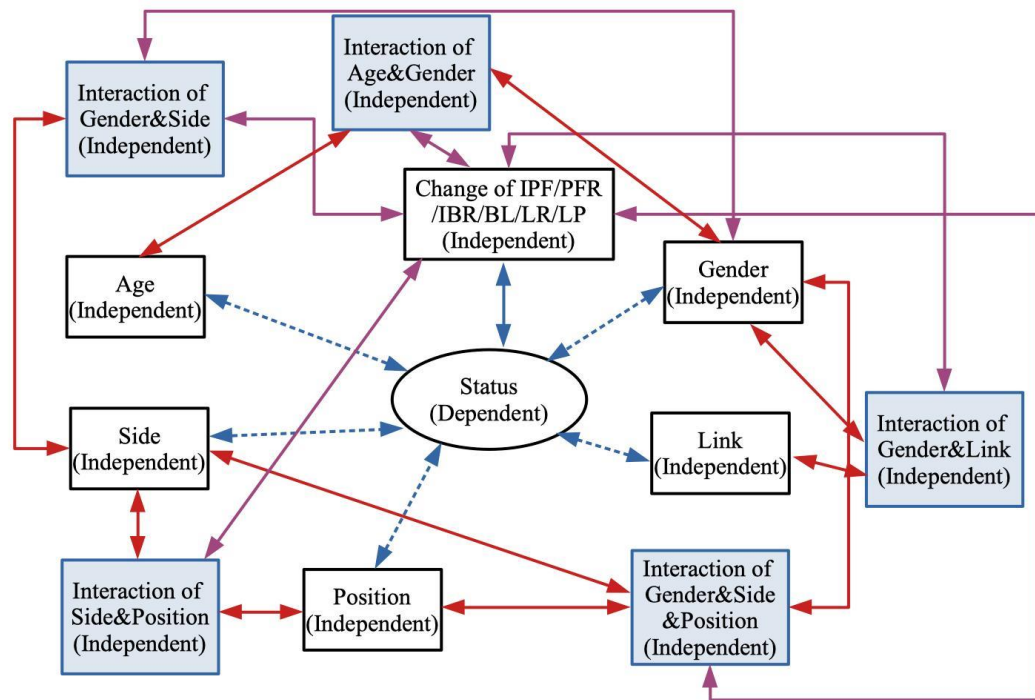 Interaction of
Gender&Side
(Independent)
Interaction of
Age&Gender
(Independent)
Change of IPF/PFR
/IBR/BL/LR/LP
(Independent)
Age
(Independent)
Gender
(Independent)
Status
(Dependent)
Side
(Independent)
Link
(Independent)
Interaction of
Gender&Link
(Independent)
Interaction of
Side&Position
(Independent)
Position
(Independent)
Interaction of
Gender&Side
&Position
(Independent)